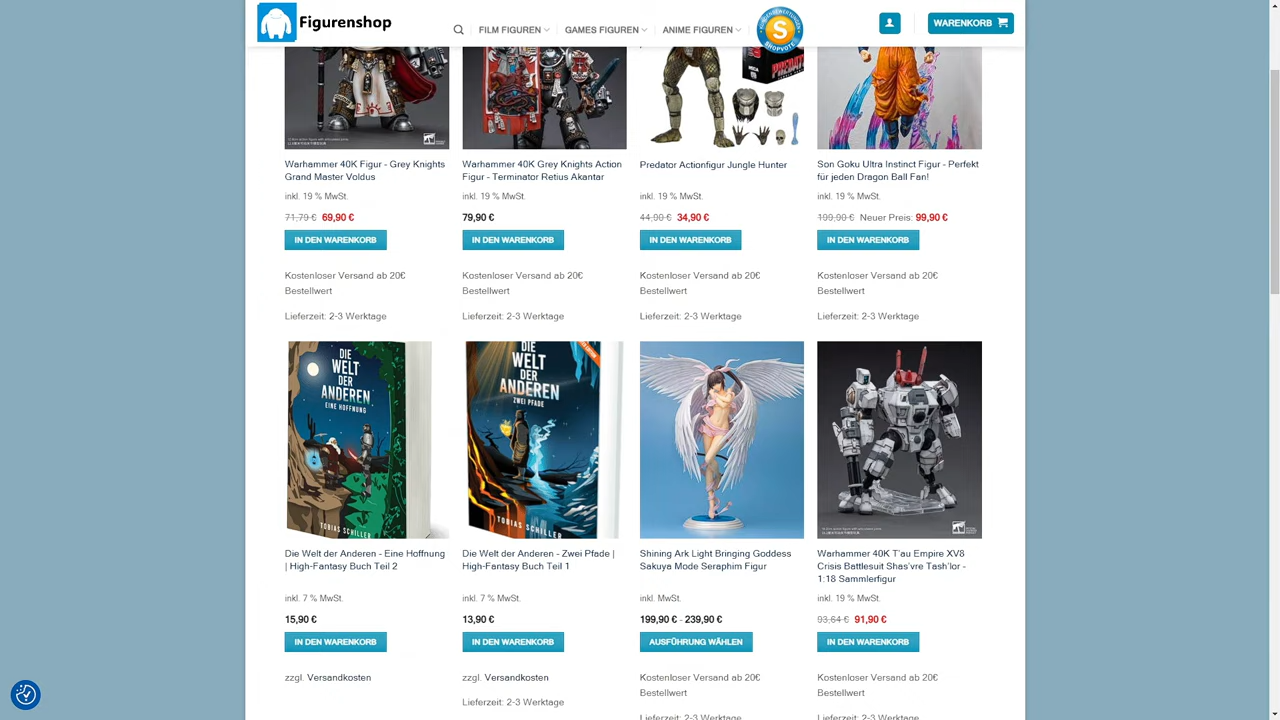 Figurenshop
FILM FIGUREN
GAMES FIGUREN
ANIME FIGUREN
S
SHOPVOTE
WARENKORB
PREDATOR
Warhammer 40K Figur - Grey Knights
Grand Master Voldus
inkl. 19 % MwSt.
71,79 € 69,90 €
IN DEN WARENKORB
Kostenloser Versand ab 20€
Bestellwert
Lieferzeit: 2-3 Werktage
Warhammer 40K Grey Knights Action
Figur - Terminator Retius Akantar
inkl. 19 % MwSt.
79,90 €
IN DEN WARENKORB
Kostenloser Versand ab 20€
Bestellwert
Lieferzeit: 2-3 Werktage
Predator Actionfigur Jungle Hunter
inkl. 19 % MwSt.
44,90 € 34,90 €
IN DEN WARENKORB
Kostenloser Versand ab 20€
Bestellwert
Lieferzeit: 2-3 Werktage
Son Goku Ultra Instinct Figur - Perfekt
für jeden Dragon Ball Fan!
inkl. 19 % MwSt.
199,90 € Neuer Preis: 99,90 €
IN DEN WARENKORB
Kostenloser Versand ab 20€
Bestellwert
Lieferzeit: 2-3 Werktage
DIE
WELT
DER
ANDEREN
EINE HOFFNUNG
TOBIAS SCHILLER
Die Welt der Anderen - Eine Hoffnung
| High-Fantasy Buch Teil 2
inkl. 7 % MwSt.
15,90 €
IN DEN WARENKORB
zzgl. Versandkosten
DIE
WELT
DER
ANDEREN
ZWEI PFADE
TOBIAS SCHILLER
Die Welt der Anderen - Zwei Pfade |
High-Fantasy Buch Teil 1
inkl. 7 % MwSt.
13,90 €
IN DEN WARENKORB
zzgl. Versandkosten
Lieferzeit: 2-3 Werktage
Shining Ark Light Bringing Goddess
Sakuya Mode Seraphim Figur
inkl. MwSt.
199,90 € - 239,90 €
AUSFÜHRUNG WÄHLEN
Kostenloser Versand ab 20€
Bestellwert
Lieferzeit: 2-3 Werktage
Warhammer 40K T'au Empire XV8
Crisis Battlesuit Shas'vre Tash'lor -
1:18 Sammlerfigur
inkl. 19 % MwSt.
93,64 € 91,90 €
IN DEN WARENKORB
Kostenloser Versand ab 20€
Bestellwert
Lieferzeit: 2-3 Werktage